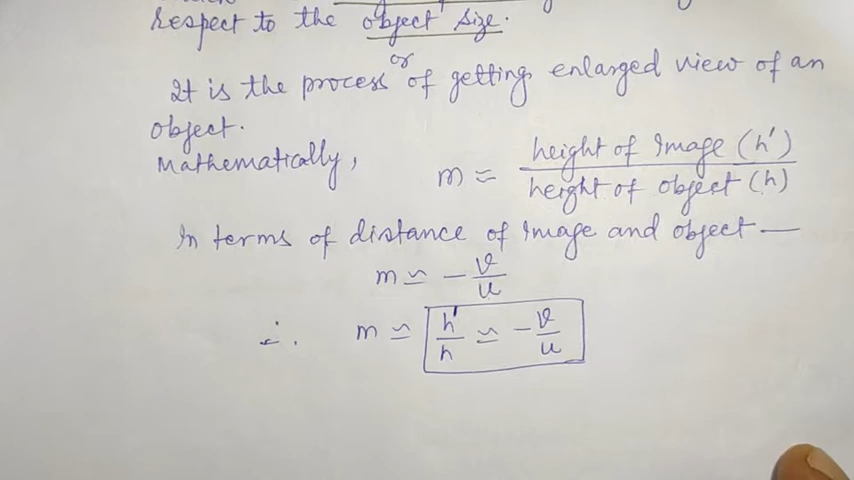 respect to the object size.
or
It is the process of getting enlarged view of an
object.
Mathematically, m = height of image (h') / height of object (h)
In terms of distance of image and object —
m = - v/u
∴ m = h'/h = - v/u